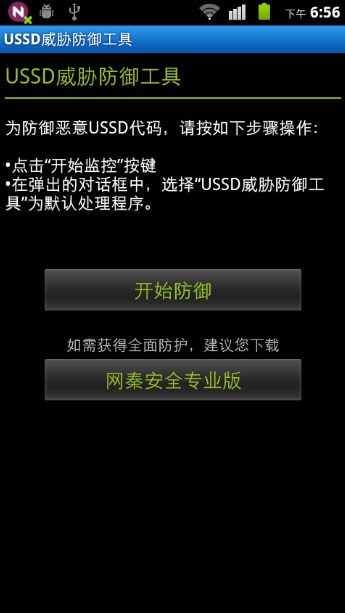 下午 6:56
USSD威胁防御工具
USSD威胁防御工具
为防御恶意USSD代码，请按如下步骤操作：
•点击“开始监控”按键
•在弹出的对话框中，选择“USSD威胁防御工
具”为默认处理程序。
开始防御
如需获得全面防护，建议您下载
网秦安全专业版